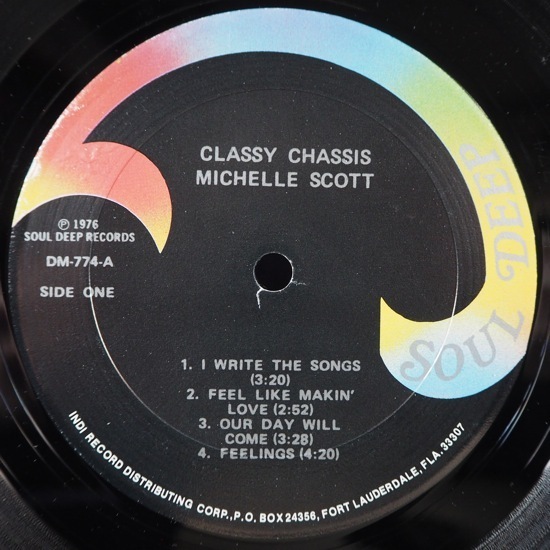 CLASSY CHASSIS
MICHELLE SCOTT
Ⓟ 1976
SOUL DEEP RECORDS
DM-774-A
SIDE ONE
SOUL DEEP
1. I WRITE THE SONGS
(3:20)
2. FEEL LIKE MAKIN'
LOVE (2:52)
3. OUR DAY WILL
COME (3:28)
4. FEELINGS (4:20)
INDI RECORD DISTRIBUTING CORP., P.O. BOX 24356, FORT LAUDERDALE, FLA. 33307